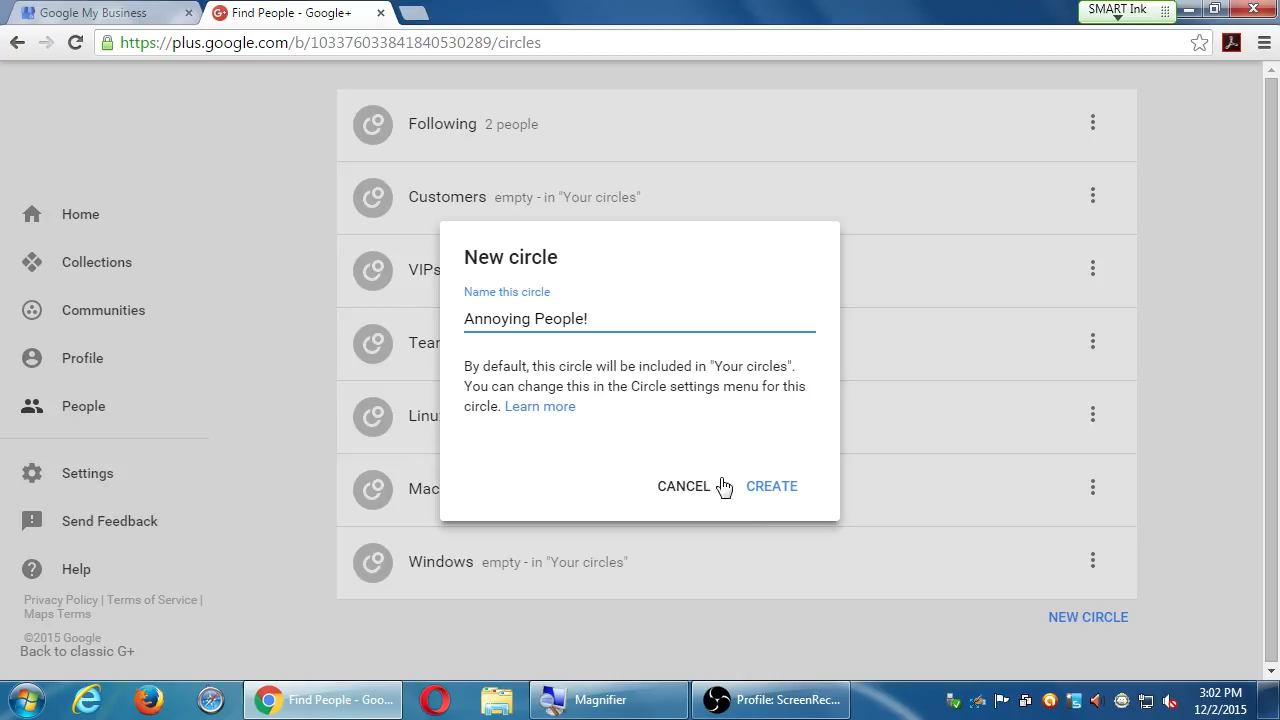 Google My Business
Find People - Google+
SMART Ink
https://plus.google.com/b/103376033841840530289/circles
Following 2 people
Customers empty - in "Your circles"
VIPs
Team
Linux
Mac
Windows empty - in "Your circles"
NEW CIRCLE
Home
Collections
Communities
Profile
People
Settings
Send Feedback
Help
Privacy Policy | Terms of Service |
Maps Terms
©2015 Google
Back to classic G+
New circle
Name this circle
Annoying People!
By default, this circle will be included in "Your circles".
You can change this in the Circle settings menu for this
circle. Learn more
CANCEL
CREATE
Find People - Goo...
Magnifier
Profile: ScreenRec...
3:02 PM
12/2/2015